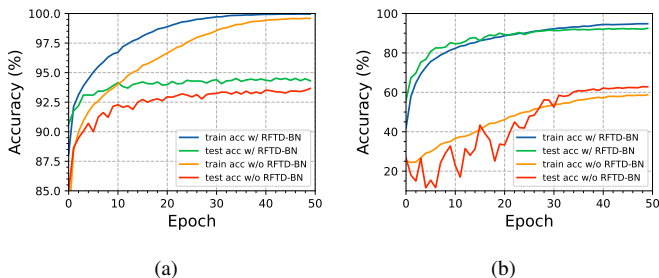 100.0
97.5
95.0
92.5
90.0
87.5
85.0
Accuracy (%)
train acc w/ RFTD-BN
test acc w/ RFTD-BN
train acc w/o RFTD-BN
test acc w/o RFTD-BN
0 10 20 30 40 50
Epoch
(a)
100
80
60
40
20
Accuracy (%)
train acc w/ RFTD-BN
test acc w/ RFTD-BN
train acc w/o RFTD-BN
test acc w/o RFTD-BN
0 10 20 30 40 50
Epoch
(b)